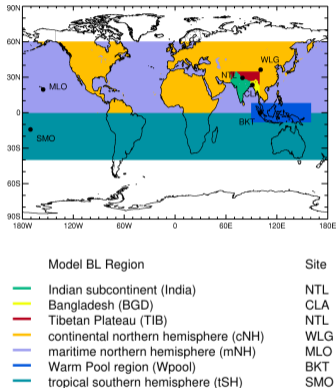 90N
60N
30N
0
30S
60S
90S
180W 120W 60W 0 60E 120E 180E
WLG
NTL
MLO
BKT
SMO
Model BL Region Site
Indian subcontinent (India) NTL
Bangladesh (BGD) CLA
Tibetan Plateau (TIB) NTL
continental northern hemisphere (cNH) WLG
maritime northern hemisphere (mNH) MLO
Warm Pool region (Wpool) BKT
tropical southern hemisphere (tSH) SMO